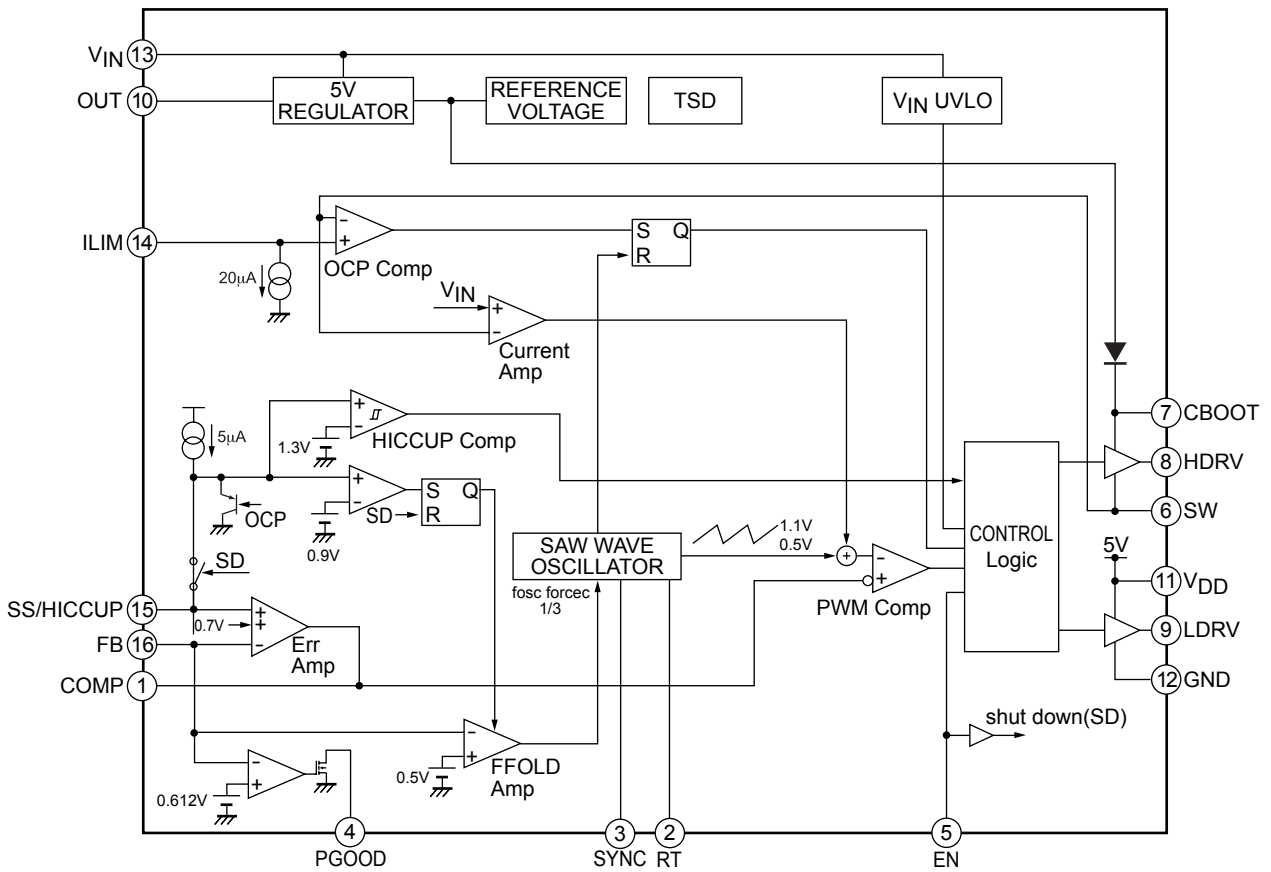 VIN 13
5V
REGULATOR
REFERENCE
VOLTAGE
TSD
VIN UVLO
OUT 10
ILIM 14
20μA
-
+
OCP Comp
S Q
R
VIN
+
-
Current
Amp
5μA
+
-
HICCUP Comp
1.3V
OCP
+
-
0.9V
SD
S Q
R
SD
SS/HICCUP 15
0.7V
FB 16
+
+
-
Err
Amp
COMP 1
SAW WAVE
OSCILLATOR
fosc forcec
1/3
1.1V
0.5V
+
-
+
PWM Comp
CONTROL
Logic
7 CBOOT
8 HDRV
6 SW
5V
11 VDD
9 LDRV
12 GND
shut down(SD)
-
+
FFOLD
Amp
0.5V
-
+
0.612V
4
PGOOD
3
SYNC
2
RT
5
EN